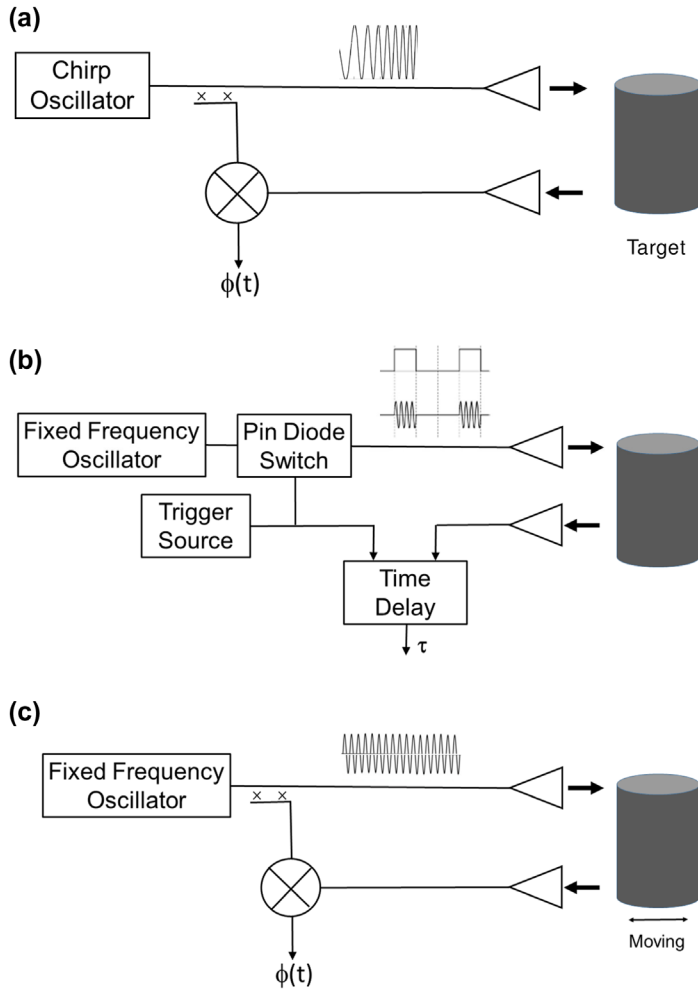 (a)
Chirp
Oscillator
ϕ(t)
Target
(b)
Fixed Frequency
Oscillator
Pin Diode
Switch
Trigger
Source
Time
Delay
τ
(c)
Fixed Frequency
Oscillator
ϕ(t)
Moving